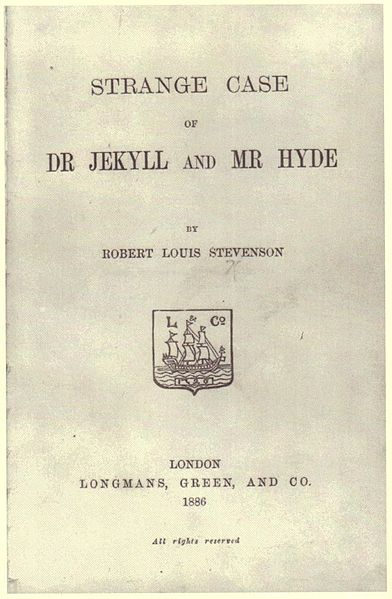 STRANGE CASE
OF
DR JEKYLL AND MR HYDE
BY
ROBERT LOUIS STEVENSON
L Co
LONDON
LONGMANS, GREEN, AND CO.
1886
All rights reserved